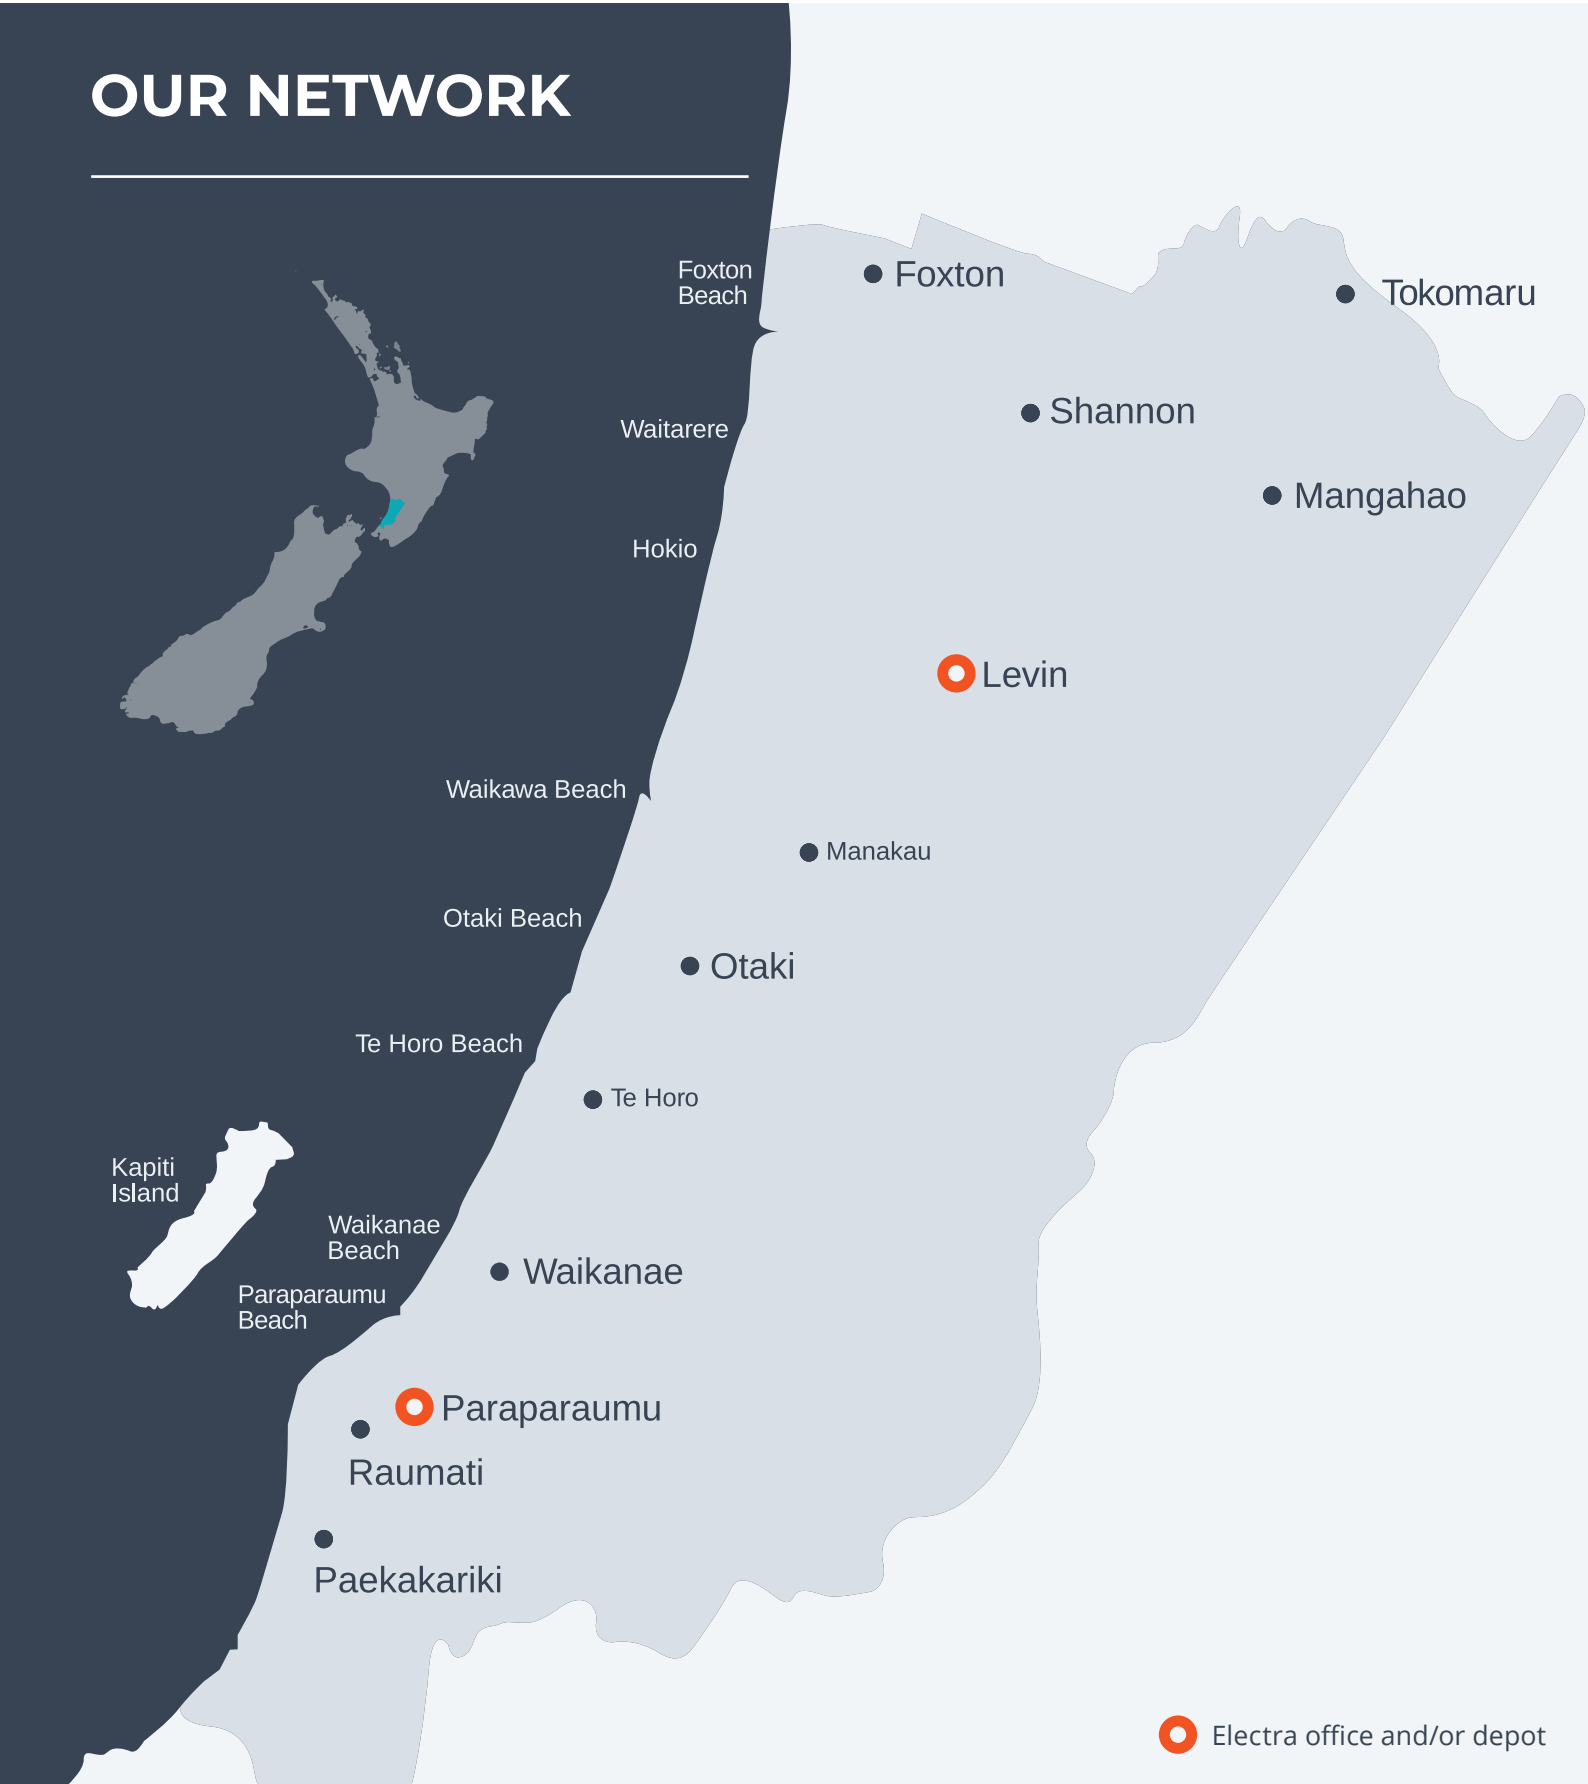 OUR NETWORK
Foxton
Beach
Foxton
Tokomaru
Shannon
Waitarere
Mangahao
Hokio
Levin
Waikawa Beach
Manakau
Otaki Beach
Otaki
Te Horo Beach
Te Horo
Kapiti
Island
Waikanae
Beach
Waikanae
Paraparaumu
Beach
Paraparaumu
Raumati
Paekakariki
Electra office and/or depot